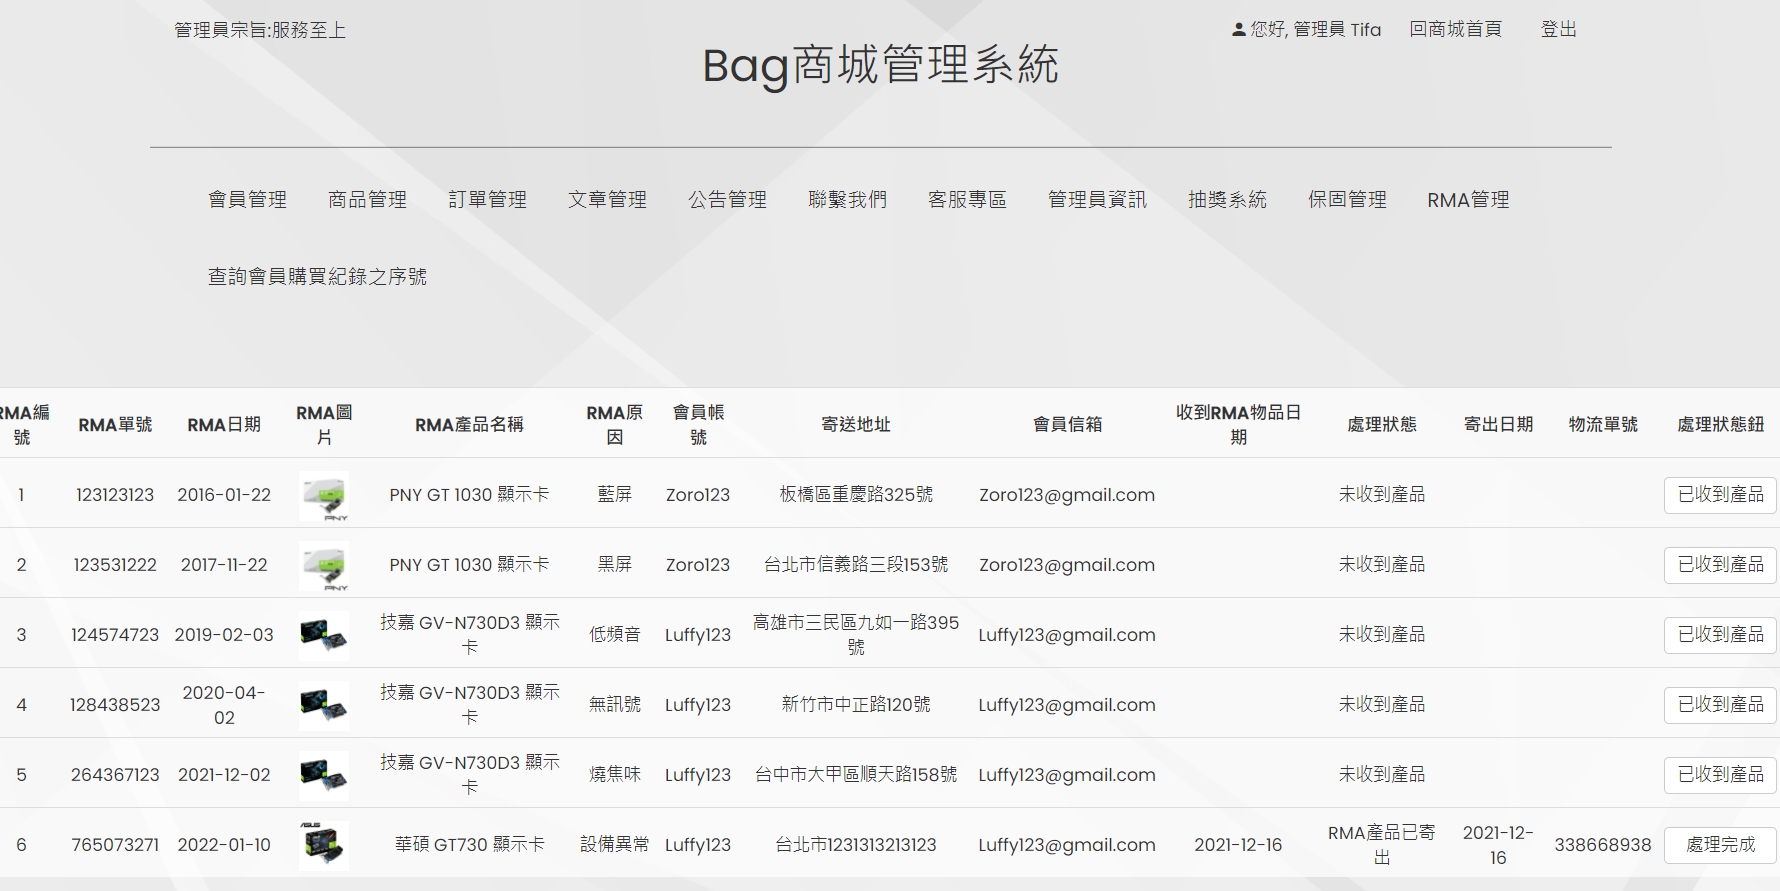 管理員宗旨:服務至上
您好, 管理員 Tifa 回商城首頁 登出
Bag商城管理系統
會員管理 商品管理 訂單管理 文章管理 公告管理 聯繫我們 客服專區 管理員資訊 抽獎系統 保固管理 RMA管理
查詢會員購買紀錄之序號
RMA編號 RMA單號 RMA日期 RMA圖片 RMA產品名稱 RMA原因 會員帳號 寄送地址 會員信箱 收到RMA物品日期 處理狀態 寄出日期 物流單號 處理狀態鈕
1 123123123 2016-01-22 PNY PNY GT 1030 顯示卡 藍屏 Zoro123 板橋區重慶路325號 Zoro123@gmail.com 未收到產品 已收到產品
2 123531222 2017-11-22 PNY PNY GT 1030 顯示卡 黑屏 Zoro123 台北市信義路三段153號 Zoro123@gmail.com 未收到產品 已收到產品
3 124574723 2019-02-03 技嘉 GV-N730D3 顯示卡 低頻音 Luffy123 高雄市三民區九如一路395號 Luffy123@gmail.com 未收到產品 已收到產品
4 128438523 2020-04-02 技嘉 GV-N730D3 顯示卡 無訊號 Luffy123 新竹市中正路120號 Luffy123@gmail.com 未收到產品 已收到產品
5 264367123 2021-12-02 技嘉 GV-N730D3 顯示卡 燒焦味 Luffy123 台中市大甲區順天路158號 Luffy123@gmail.com 未收到產品 已收到產品
6 765073271 2022-01-10 ASUS 華碩 GT730 顯示卡 設備異常 Luffy123 台北市1231313213123 Luffy123@gmail.com 2021-12-16 RMA產品已寄出 2021-12-16 338668938 處理完成